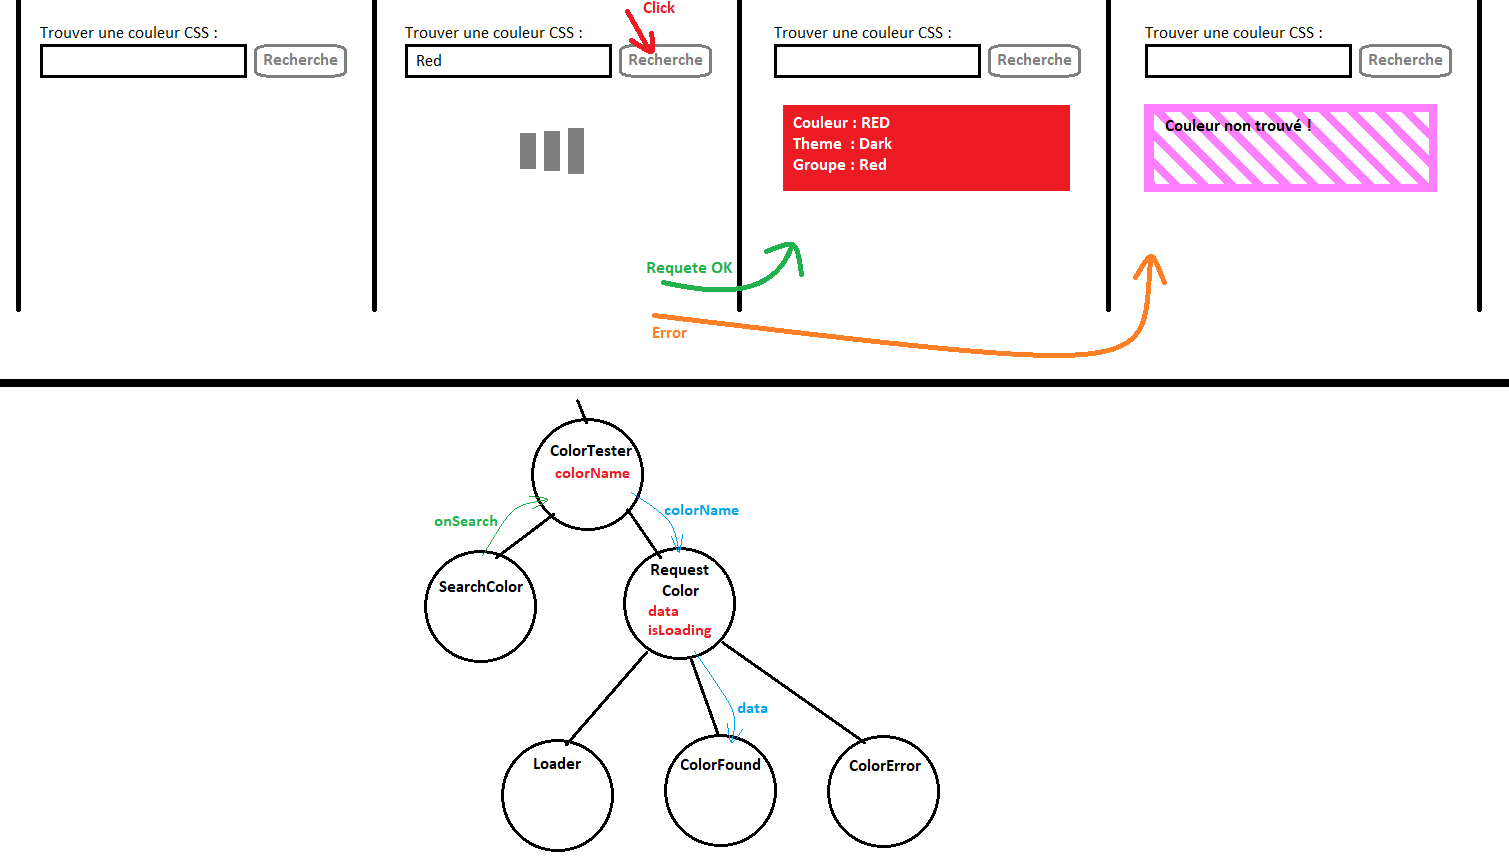 Click
Trouver une couleur CSS :
Recherche
Trouver une couleur CSS :
Red
Recherche
Trouver une couleur CSS :
Recherche
Couleur : RED
Theme  : Dark
Groupe : Red
Trouver une couleur CSS :
Recherche
Couleur non trouvé !
Requete OK
Error
ColorTester
colorName
onSearch
colorName
SearchColor
Request
Color
data
isLoading
data
Loader
ColorFound
ColorError